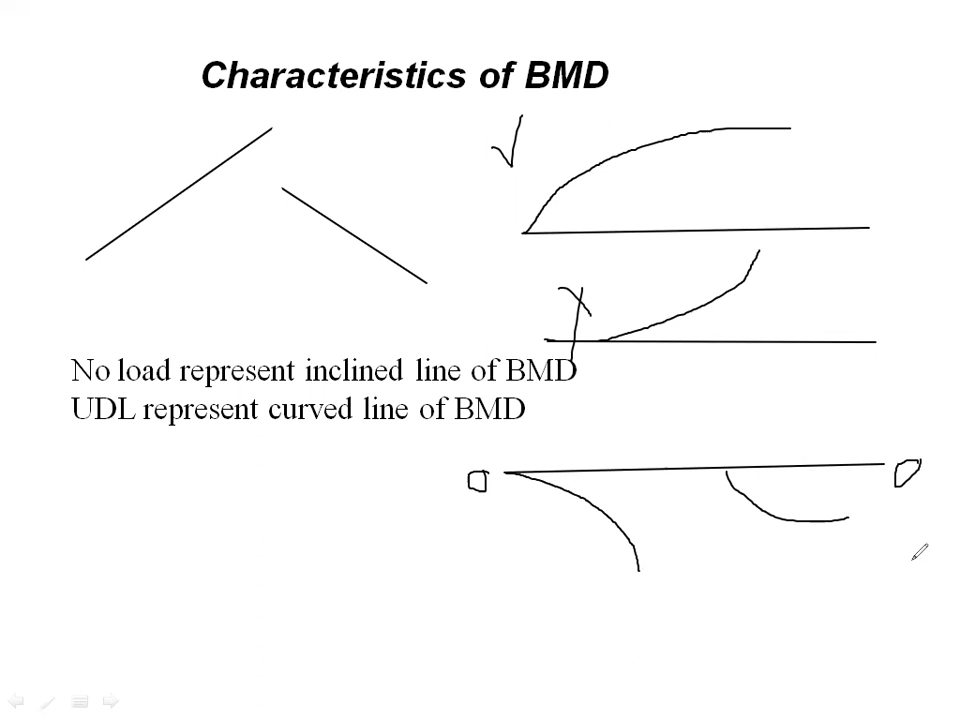 Characteristics of BMD
No load represent inclined line of BMD
UDL represent curved line of BMD